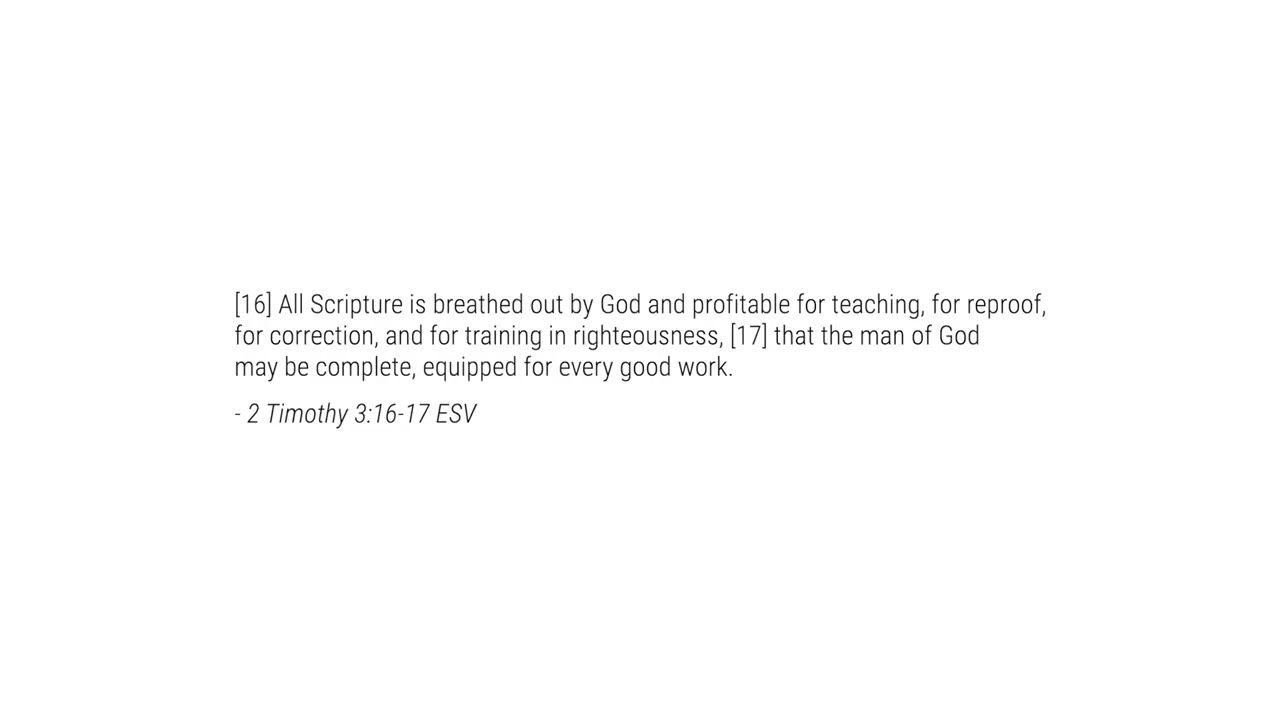 [16] All Scripture is breathed out by God and profitable for teaching, for reproof,
for correction, and for training in righteousness, [17] that the man of God
may be complete, equipped for every good work.
- 2 Timothy 3:16-17 ESV